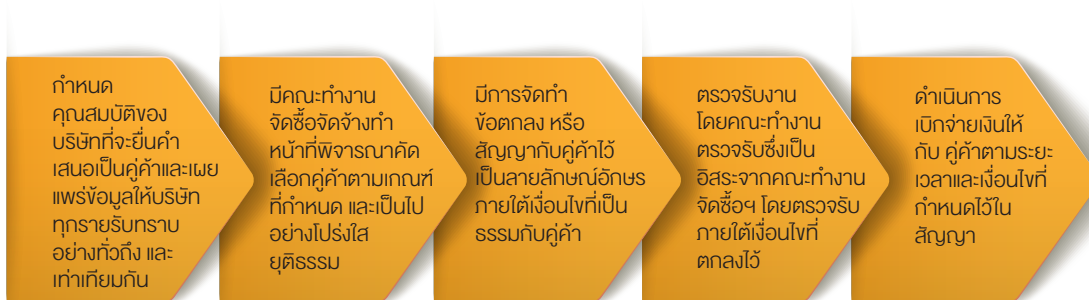 กำหนด
คุณสมบัติของ
บริษัทที่จะยื่นคำ
เสนอเป็นคู่ค้าและเผย
แพร่ข้อมูลให้บริษัท
ทุกรายรับทราบ
อย่างทั่วถึง และ
เท่าเทียมกัน
มีคณะทำงาน
จัดซื้อจัดจ้างทำ
หน้าที่พิจารณาคัด
เลือกคู่ค้าตามเกณฑ์
ที่กำหนด และเป็นไป
อย่างโปร่งใส
ยุติธรรม
มีการจัดทำ
ข้อตกลง หรือ
สัญญากับคู่ค้าไว้
เป็นลายลักษณ์อักษร
ภายใต้เงื่อนไขที่เป็น
ธรรมกับคู่ค้า
ตรวจรับงาน
โดยคณะทำงาน
ตรวจรับซึ่งเป็น
อิสระจากคณะทำงาน
จัดซื้อฯ โดยตรวจรับ
ภายใต้เงื่อนไขที่
ตกลงไว้
ดำเนินการ
เบิกจ่ายเงินให้
กับ คู่ค้าตามระยะ
เวลาและเงื่อนไขที่
กำหนดไว้ใน
สัญญา